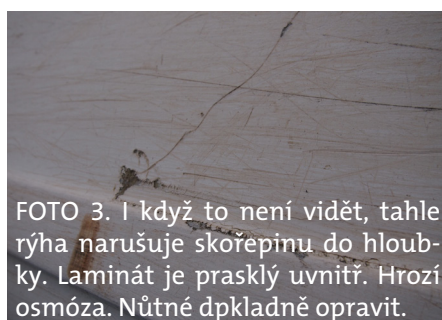 FOTO 3. I když to není vidět, tahle
rýha narušuje skořepinu do hloub-
ky. Laminát je prasklý uvnitř. Hrozí
osmóza. Nůtné dpkladně opravit.